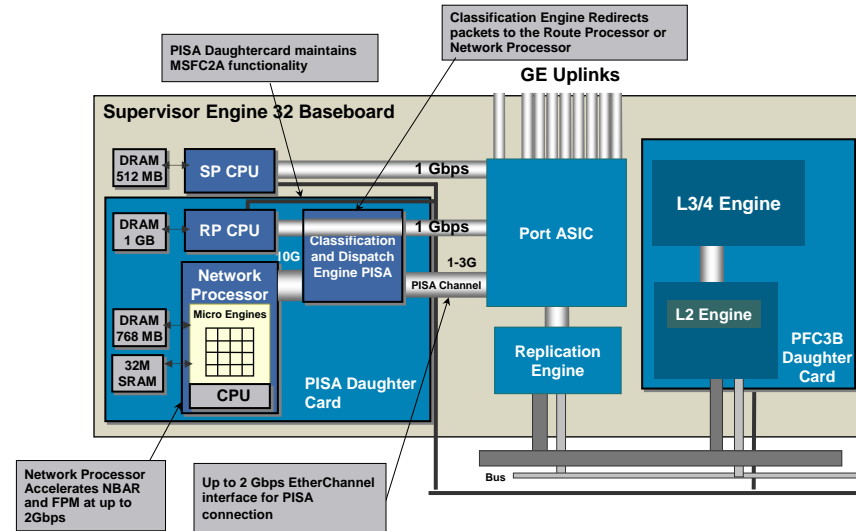 Classification Engine Redirects
packets to the Route Processor or
Network Processor
PISA Daughtercard maintains
MSFC2A functionality
GE Uplinks
Supervisor Engine 32 Baseboard
DRAM
512 MB
SP CPU
1 Gbps
DRAM
1 GB
RP CPU
1 Gbps
Classification
and Dispatch
Engine PISA
10G
1-3G
PISA Channel
Port ASIC
L3/4 Engine
L2 Engine
PFC3B
Daughter
Card
Network
Processor
Micro Engines
DRAM
768 MB
32M
SRAM
CPU
PISA Daughter
Card
Replication
Engine
Bus
Network Processor
Accelerates NBAR
and FPM at up to
2Gbps
Up to 2 Gbps EtherChannel
interface for PISA
connection